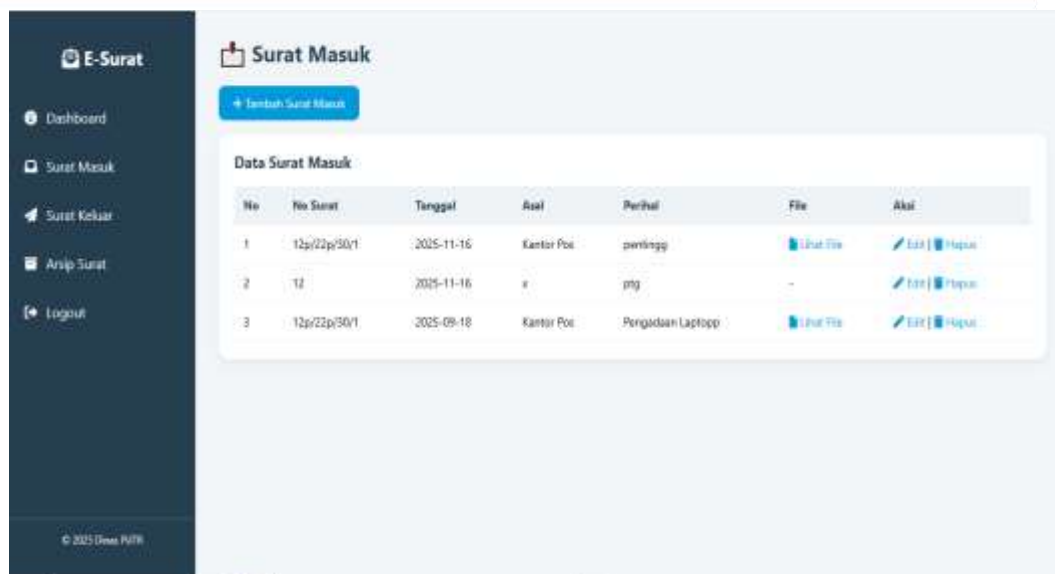 E-Surat
Dashboard
Surat Masuk
Surat Keluar
Arsip Surat
Logout
© 2025 Dinas PUTR
Surat Masuk
+ Tambah Surat Masuk
Data Surat Masuk
No No Surat Tanggal Asal Perihal File Aksi
1 12p/22p/50/1 2025-11-16 Kantor Pos pentingg Lihat File Edit | Hapus
2 12 2025-11-16 x ptg - Edit | Hapus
3 12p/22p/50/1 2025-09-18 Kantor Pos Pengadaan Laptopp Lihat File Edit | Hapus